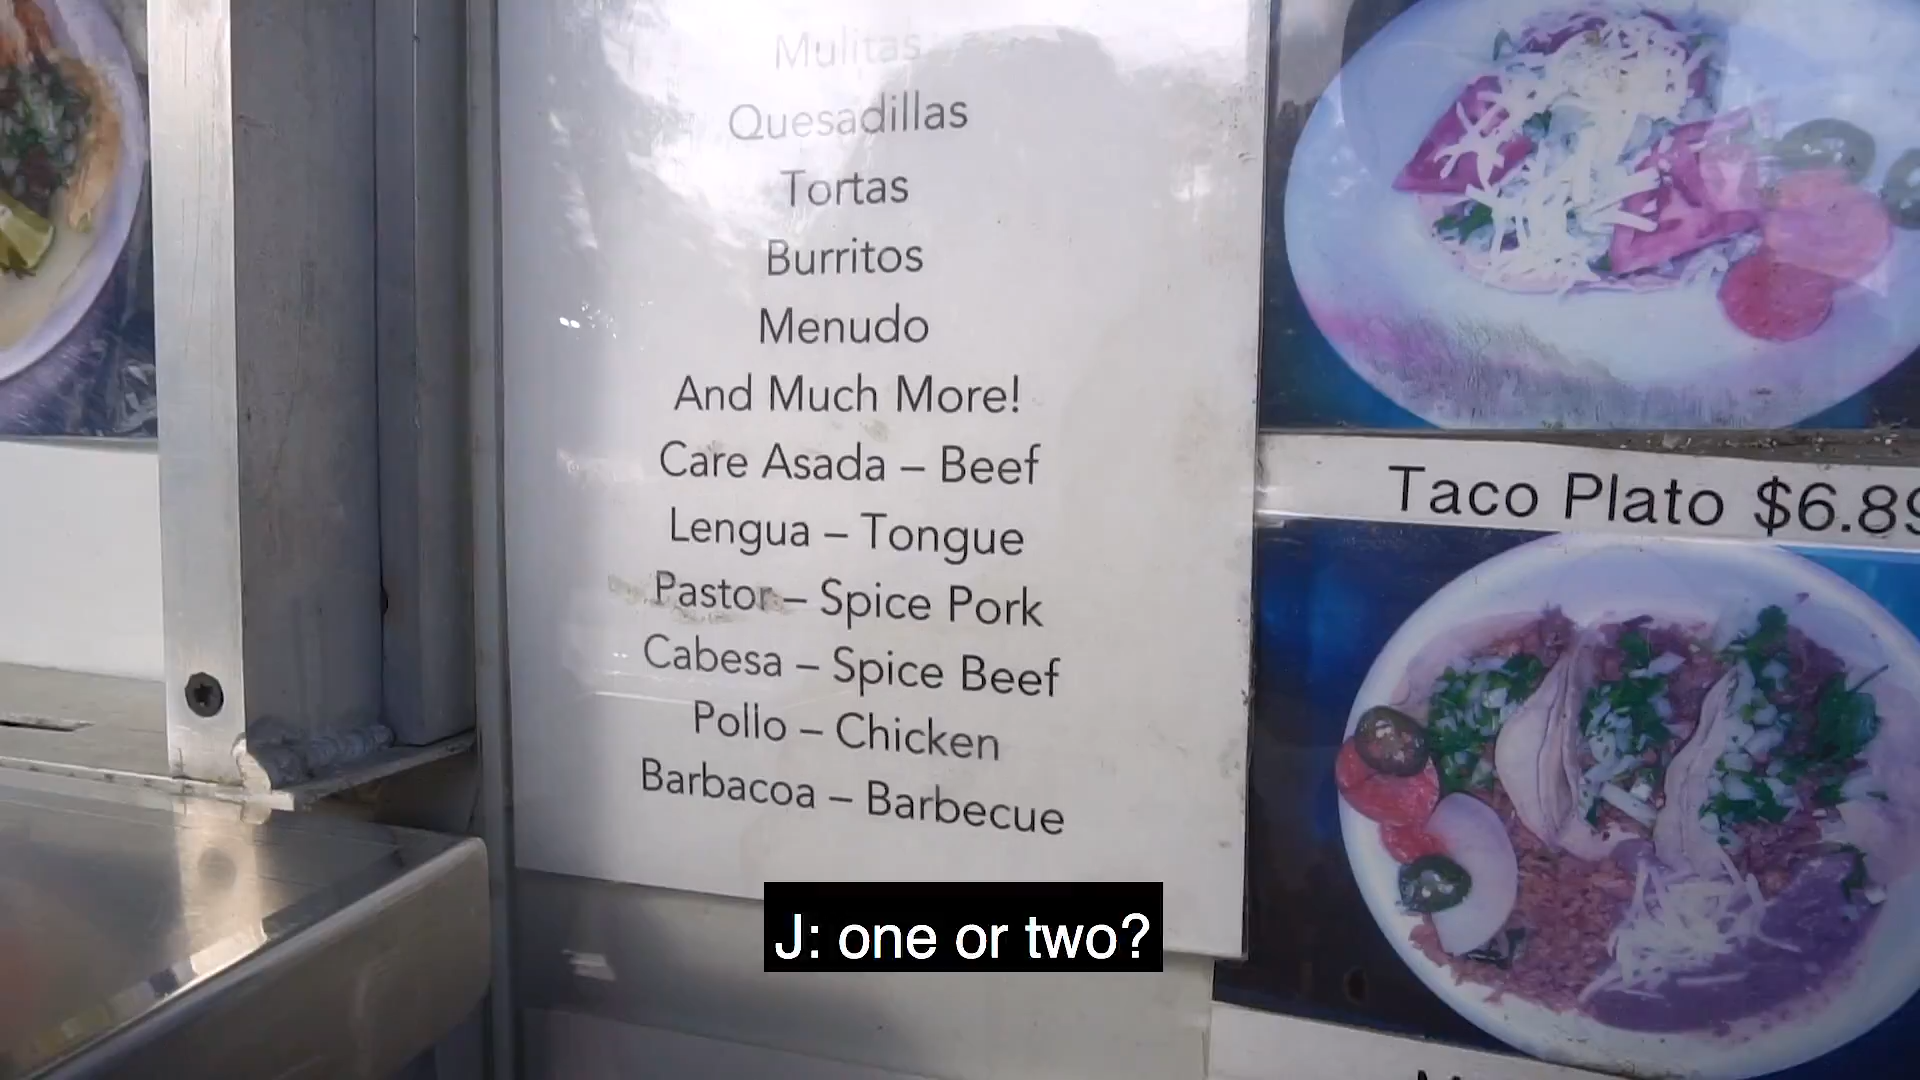 Mulitas
Quesadillas
Tortas
Burritos
Menudo
And Much More!
Care Asada – Beef
Lengua – Tongue
Pastor – Spice Pork
Cabesa – Spice Beef
Pollo – Chicken
Barbacoa – Barbecue
Taco Plato $6.89
J: one or two?